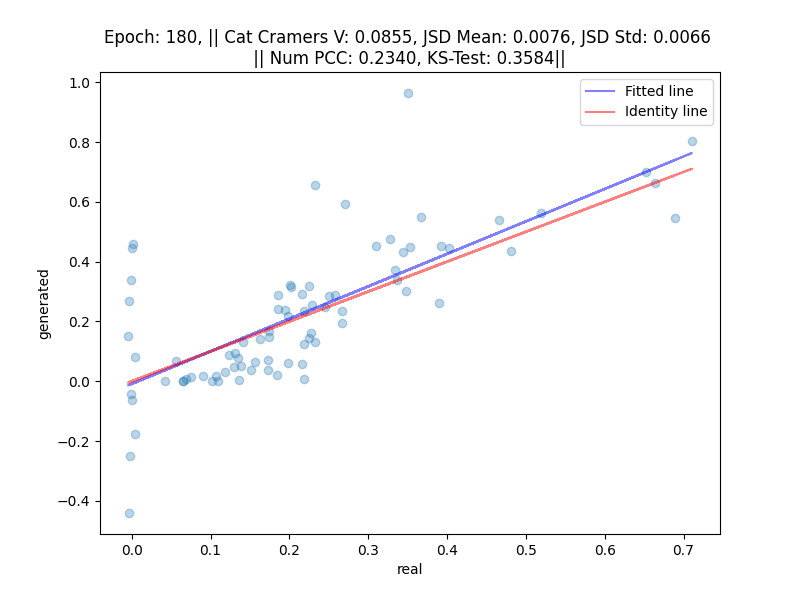 Epoch: 180, || Cat Cramers V: 0.0855, JSD Mean: 0.0076, JSD Std: 0.0066
|| Num PCC: 0.2340, KS-Test: 0.3584||
Fitted line
Identity line
1.0
0.8
0.6
0.4
0.2
0.0
−0.2
−0.4
generated
0.0 0.1 0.2 0.3 0.4 0.5 0.6 0.7
real